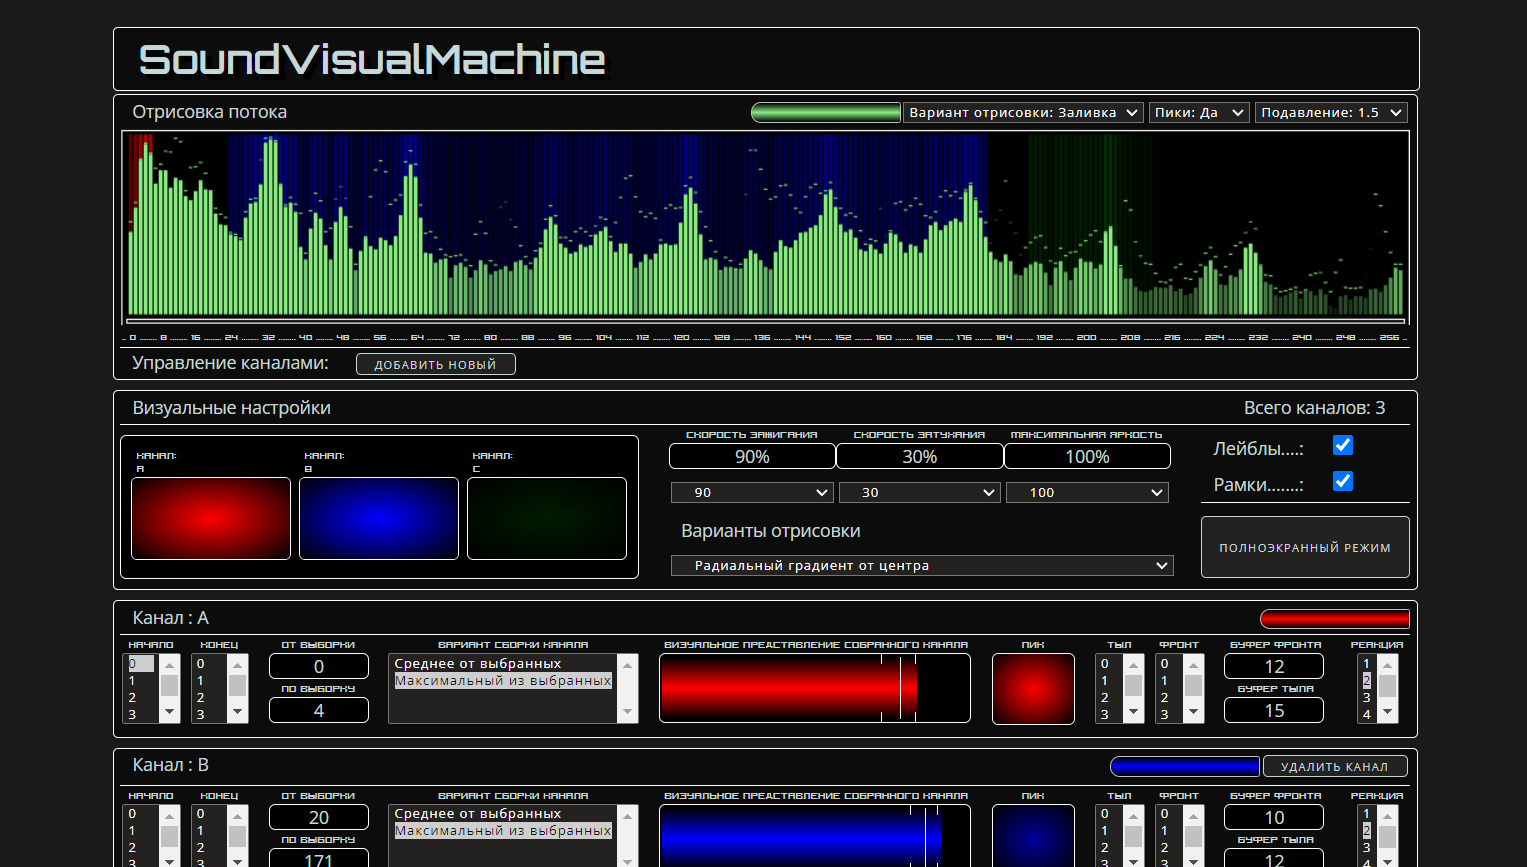 SoundVisualMachine
Отрисовка потока
Вариант отрисовки: Заливка
Пики: Да
Подавление: 1.5
0 8 16 24 32 40 48 56 64 72 80 88 96 104 112 120 128 136 144 152 160 168 176 184 192 200 208 216 224 232 240 248 256
Управление каналами:
ДОБАВИТЬ НОВЫЙ
Визуальные настройки
Всего каналов: 3
КАНАЛ: КАНАЛ: КАНАЛ:
A B C
СКОРОСТЬ ЗАЖИГАНИЯ СКОРОСТЬ ЗАТУХАНИЯ МАКСИМАЛЬНАЯ ЯРКОСТЬ
90% 30% 100%
90 30 100
Лейблы....:
Рамки.......:
Варианты отрисовки
Радиальный градиент от центра
ПОЛНОЭКРАННЫЙ РЕЖИМ
Канал : A
НАЧАЛО КОНЕЦ ОТ ВЫБОРКИ ВАРИАНТ СБОРКИ КАНАЛА ВИЗУАЛЬНОЕ ПРЕАСТАВЛЕНИЕ СОБРАННОГО КАНАЛА ПИК ТЫЛ ФРОНТ БУФЕР ФРОНТА РЕАКЦИЯ
0 0 0 Среднее от выбранных 0 0 12 1
1 1 Максимальный из выбранных 1 1 2
2 2 ПО ВЫБОРКУ 2 2 БУФЕР ТЫЛА 3
3 3 4 3 3 15 4
Канал : B
УДАЛИТЬ КАНАЛ
НАЧАЛО КОНЕЦ ОТ ВЫБОРКИ ВАРИАНТ СБОРКИ КАНАЛА ВИЗУАЛЬНОЕ ПРЕАСТАВЛЕНИЕ СОБРАННОГО КАНАЛА ПИК ТЫЛ ФРОНТ БУФЕР ФРОНТА РЕАКЦИЯ
0 0 20 Среднее от выбранных 0 0 10 1
1 1 Максимальный из выбранных 1 1 2
2 2 ПО ВЫБОРКУ 2 2 БУФЕР ТЫЛА 3
3 3 171 3 3 12 4